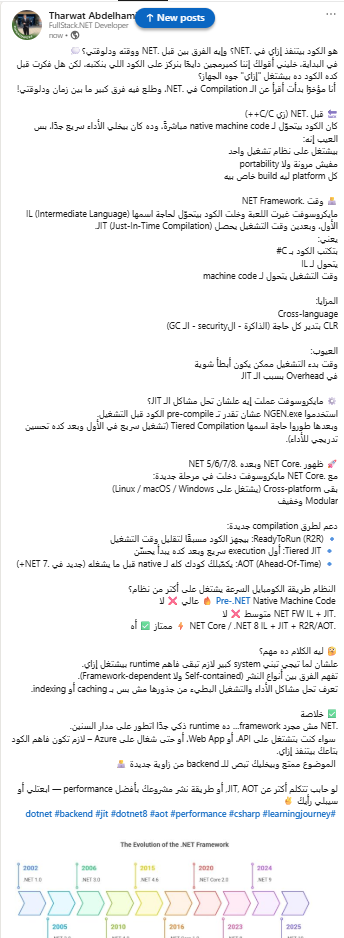 Tharwat Abdelham
New posts
FullStack.NET Developer
now •
هو الكود بيتنفذ إزاي في .NET؟ وإيه الفرق بين قبل .NET ووقته ودلوقتي؟
في البداية، خليني أقولك إننا كمبرمجين دايمًا بنركز على الكود اللي بنكتبه، لكن هل فكرت قبل
كده الكود ده بيشتغل "إزاي" جوه الجهاز؟
أنا مؤخرًا بدأت أقرأ عن الـ Compilation في .NET، وطلع فيه فرق كبير ما بين زمان ودلوقتي!
قبل .NET (زي C/C++)
كان الكود بيتحوّل لـ native machine code مباشرةً، وده كان بيخلي الأداء سريع جدًا، بس
العيب إنه:
بيشتغل على نظام تشغيل واحد
مفيش مرونة ولا portability
كل platform ليه build خاص بيه
وقت .NET Framework
مايكروسوفت غيرت اللعبة وخلت الكود بيتحوّل لحاجة اسمها IL (Intermediate Language)
الأول، وبعدين وقت التشغيل يحصل JIT (Just-In-Time Compilation).
يعني:
بتكتب الكود بـ C#
يتحول لـ IL
وقت التشغيل يتحول لـ machine code
المزايا:
Cross-language
CLR بتدير كل حاجة (الذاكرة - الـ security - الـ GC)
العيوب:
وقت بدء التشغيل ممكن يكون أبطأ شوية
في Overhead بسبب الـ JIT
مايكروسوفت عملت إيه علشان تحل مشاكل الـ JIT؟
استخدموا NGEN.exe عشان تقدر تـ pre-compile الكود قبل التشغيل.
وبعدها طوروا حاجة اسمها Tiered Compilation (تشغيل سريع في الأول وبعد كده تحسين
تدريجي للأداء).
ظهور .NET Core وبعده .NET 5/6/7/8
مع .NET Core مايكروسوفت دخلت في مرحلة جديدة:
بقى Cross-platform (يشتغل على Linux / macOS / Windows)
Modular وخفيف
دعم لطرق compilation جديدة:
ReadyToRun (R2R): بيجهز الكود مسبقًا لتقليل وقت التشغيل
Tiered JIT: أول execution سريع وبعد كده يبدأ يحسّن
AOT (Ahead-Of-Time): يكمبايلك كودك كله لـ native قبل ما يشغله (جديد في .NET 7+)
النظام طريقة الكومبايل السرعة يشتغل على أكتر من نظام؟
Pre-.NET Native Machine Code عالي لا
.NET FW IL + JIT متوسط لا
.NET Core / .NET 8 IL + JIT + R2R/AOT ممتاز أه
ليه الكلام ده مهم؟
علشان لما تيجي تبني system كبير لازم تبقى فاهم runtime بيشتغل إزاي.
تفهم الفرق بين أنواع النشر (Self-contained ولا Framework-dependent).
تعرف تحل مشاكل الأداء والتشغيل البطيء من جذورها مش بس بـ caching أو indexing.
خلاصة
.NET مش مجرد framework... ده runtime ذكي جدًا اتطور على مدار السنين.
سواء كنت بتشتغل على API، أو Web App، أو حتى شغال على Azure – لازم تكون فاهم الكود
بتاعك بيتنفذ إزاي.
الموضوع ممتع وبيخليك تبص للـ backend من زاوية جديدة
لو حابب نتكلم أكتر عن JIT, AOT، أو طريقة نشر مشروعك بأفضل performance — ابعتلي أو
سيبلي رأيك
#dotnet #backend #jit #dotnet8 #aot #performance #csharp #learningjourney
The Evolution of the .NET Framework
2002 2006 2015 2020 2024
.NET 1.0 .NET 3.0 .NET 4.6 .NET Core 2.0 .NET 9
2005 2010 2016 2023 2025